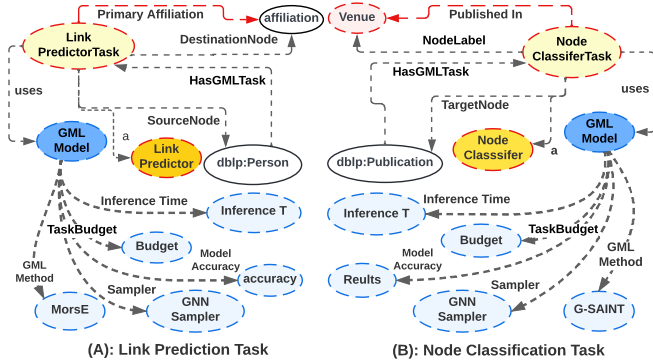 Primary Affiliation
affiliation
Venue
Published In
Link
PredictorTask
DestinationNode
NodeLabel
Node
ClassiferTask
HasGMLTask
HasGMLTask
uses
uses
SourceNode
TargetNode
GML
Model
a
Link
Predictor
dblp:Person
dblp:Publication
Node
Classsifer
a
GML
Model
Inference Time
Inference T
Inference T
Inference Time
TaskBudget
Budget
Budget
TaskBudget
GML
Method
Model
Accuracy
accuracy
Model
Accuracy
Reults
GML
Method
Sampler
Sampler
MorsE
GNN
Sampler
GNN
Sampler
G-SAINT
(A): Link Prediction Task
(B): Node Classification Task